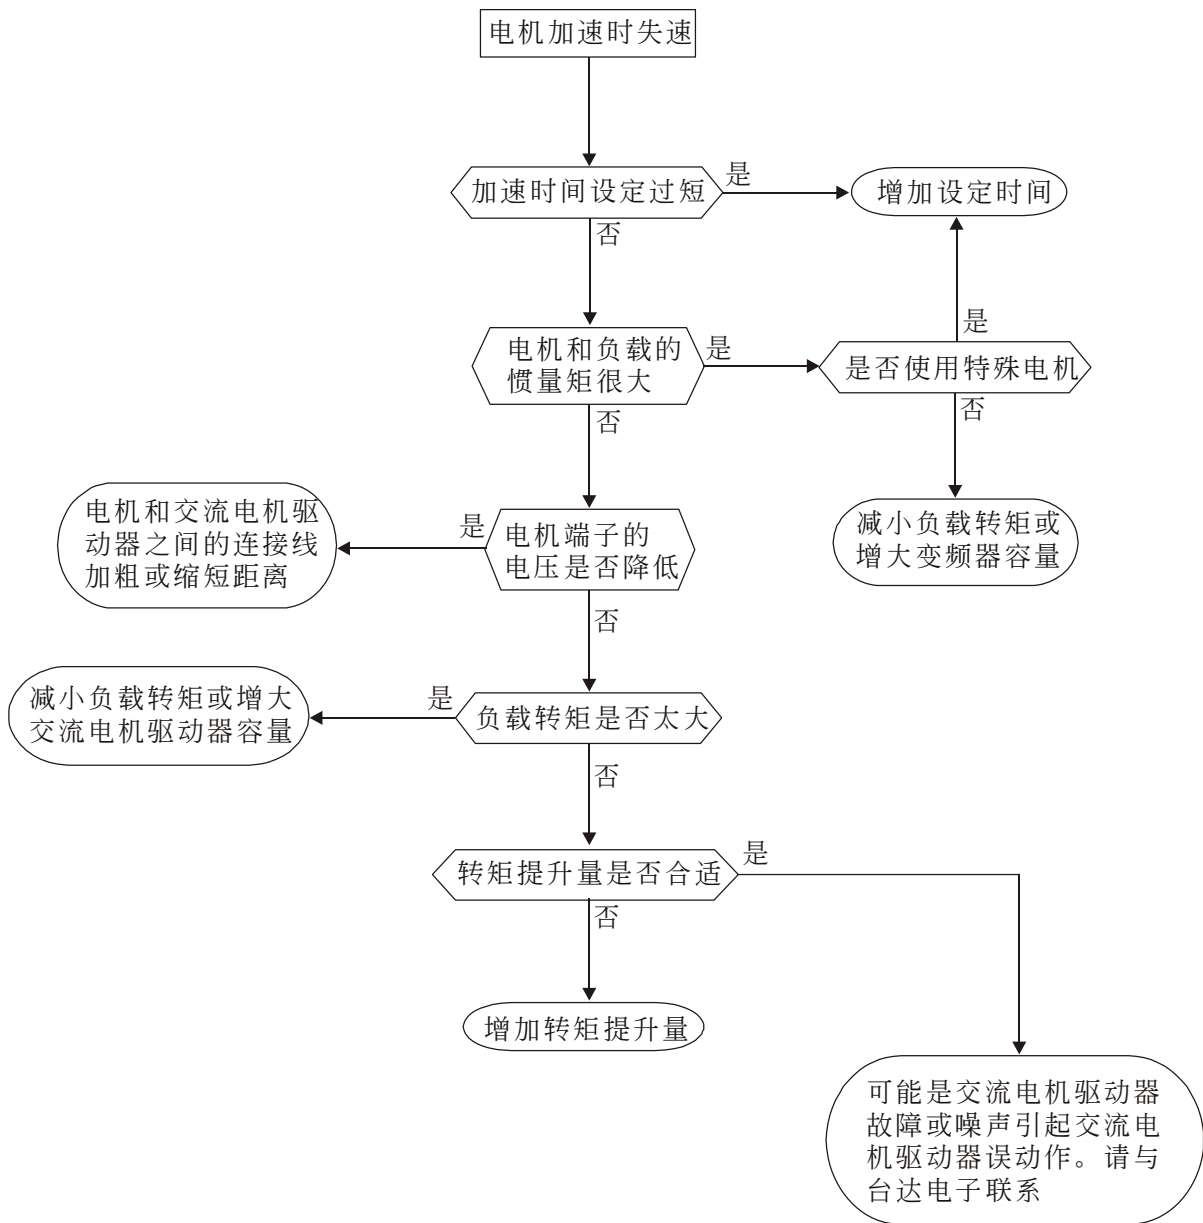 电机加速时失速
加速时间设定过短
是
增加设定时间
否
是
电机和负载的
惯量矩很大
是
是否使用特殊电机
否
否
电机和交流电机驱
动器之间的连接线
加粗或缩短距离
是
电机端子的
电压是否降低
减小负载转矩或
增大变频器容量
否
减小负载转矩或增大
交流电机驱动器容量
是
负载转矩是否太大
否
转矩提升量是否合适
是
否
增加转矩提升量
可能是交流电机驱动器
故障或噪声引起交流电
机驱动器误动作。请与
台达电子联系